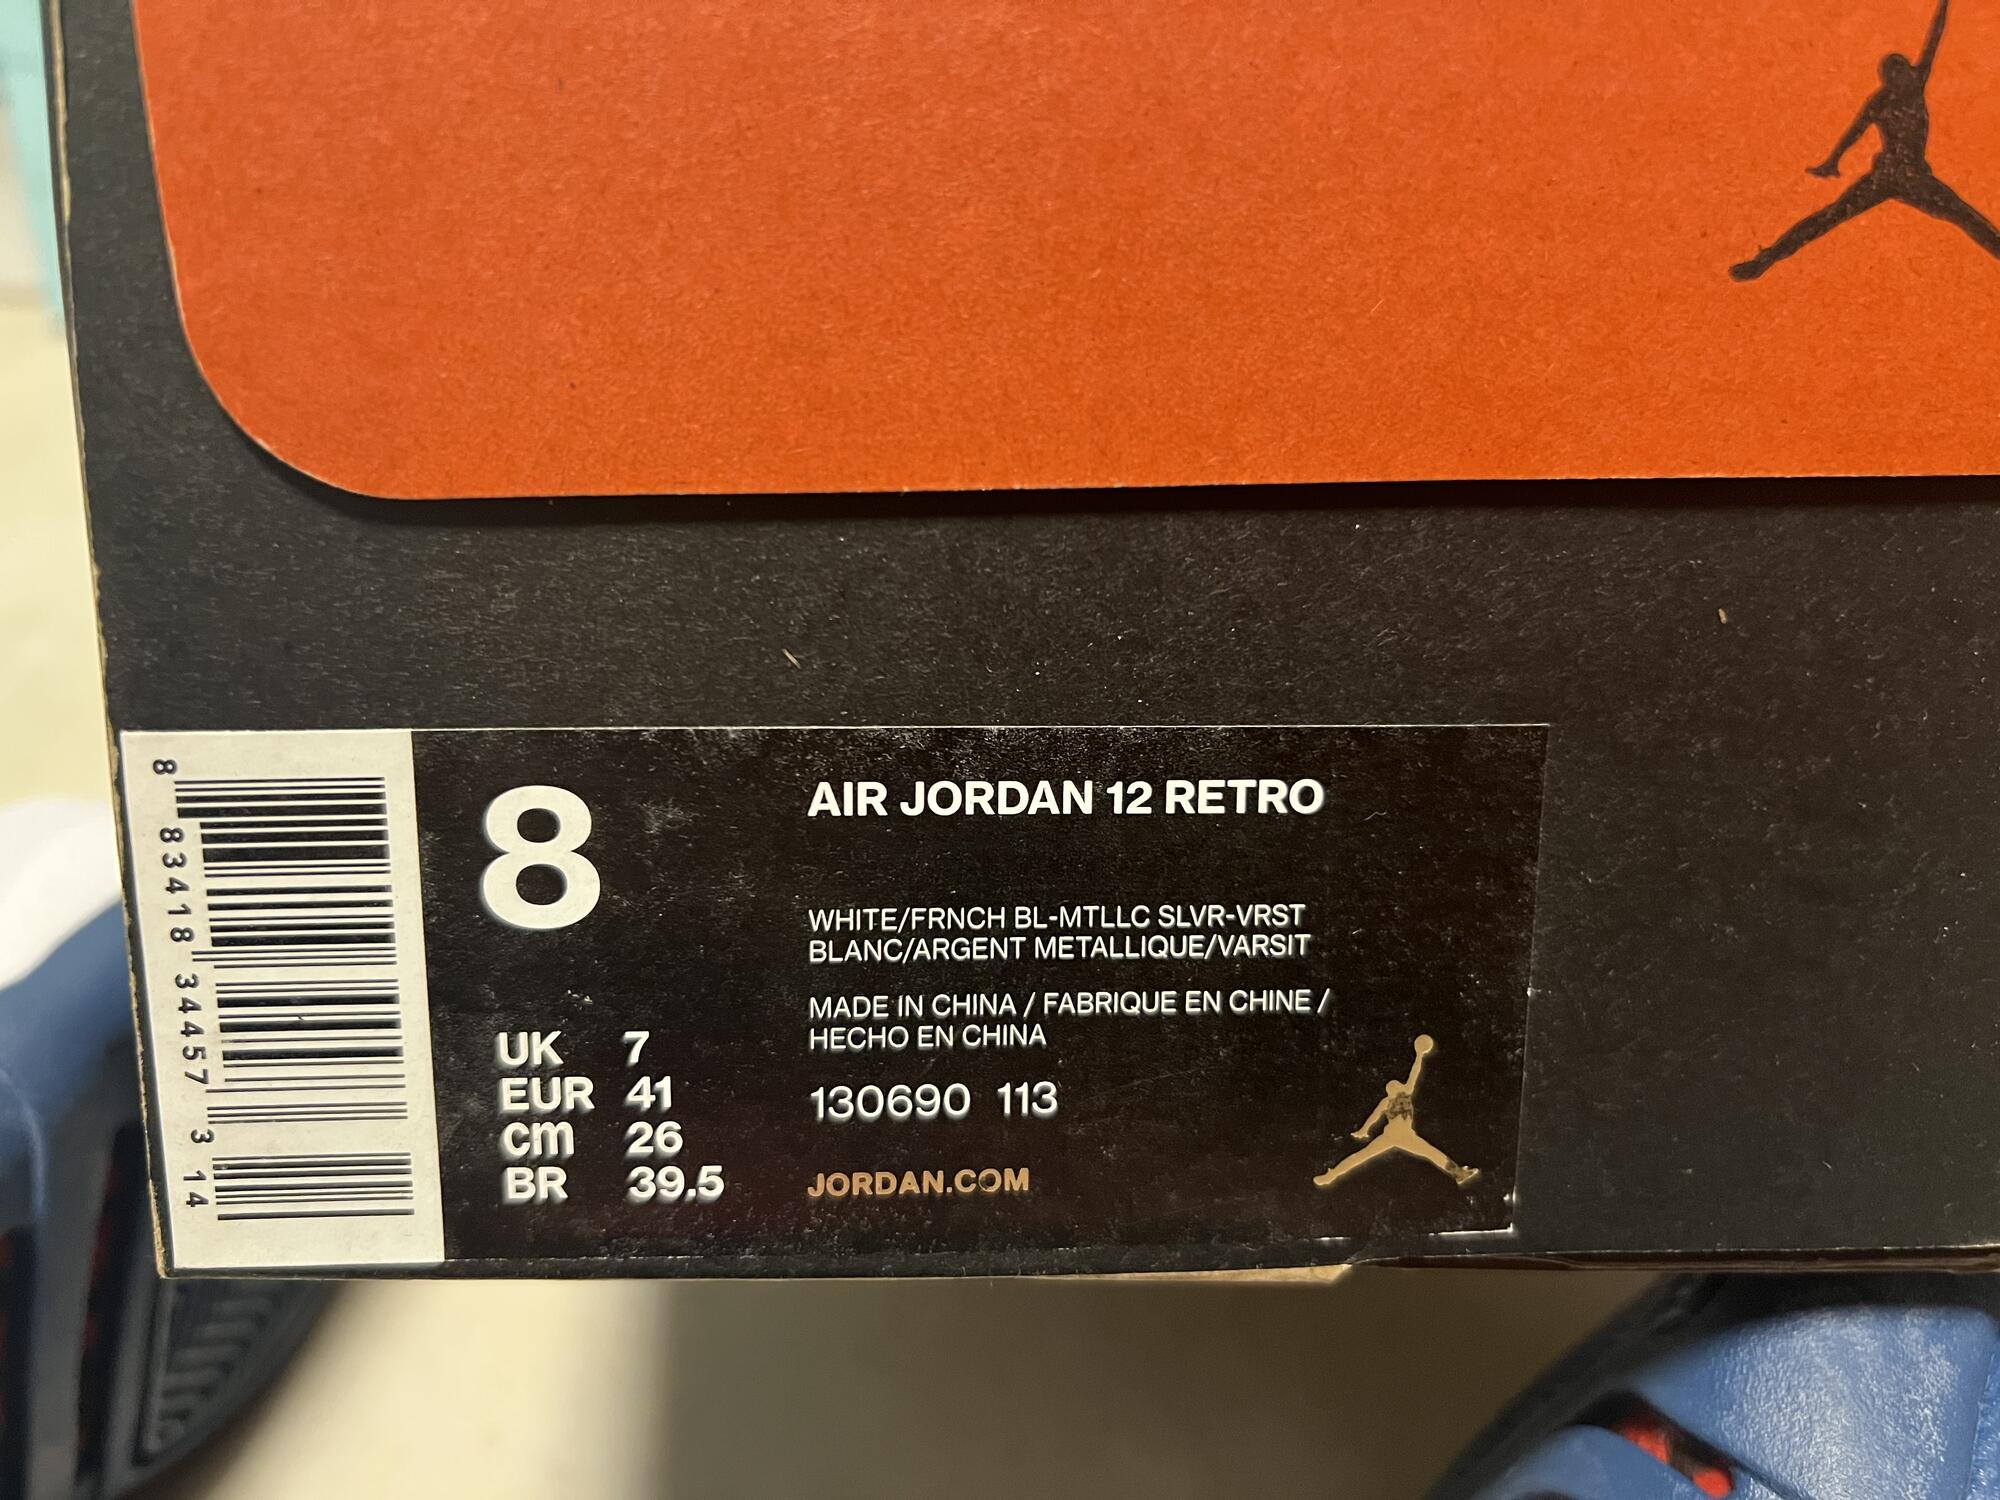 8 83418 34457 3 14
8
UK 7
EUR 41
cm 26
BR 39.5
AIR JORDAN 12 RETRO
WHITE/FRNCH BL-MTLLC SLVR-VRST
BLANC/ARGENT METALLIQUE/VARSIT
MADE IN CHINA / FABRIQUE EN CHINE /
HECHO EN CHINA
130690 113
JORDAN.COM